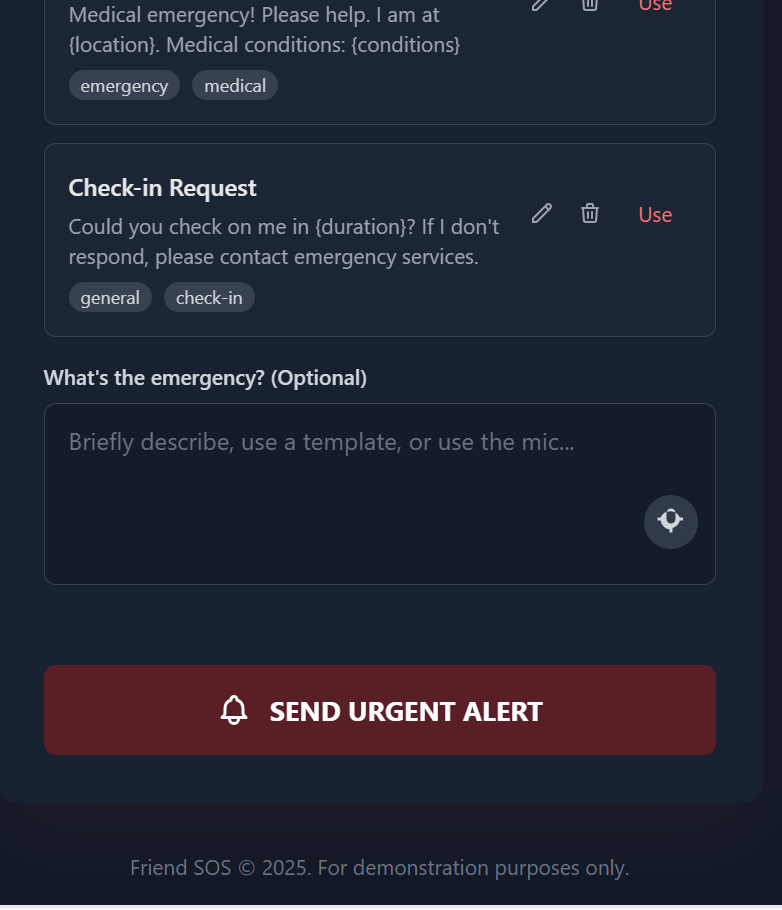 Medical emergency! Please help. I am at
Use
{location}. Medical conditions: {conditions}
emergency
medical
Check-in Request
Could you check on me in {duration}? If I don't
Use
respond, please contact emergency services.
general
check-in
What's the emergency? (Optional)
Briefly describe, use a template, or use the mic...
SEND URGENT ALERT
Friend SOS © 2025. For demonstration purposes only.